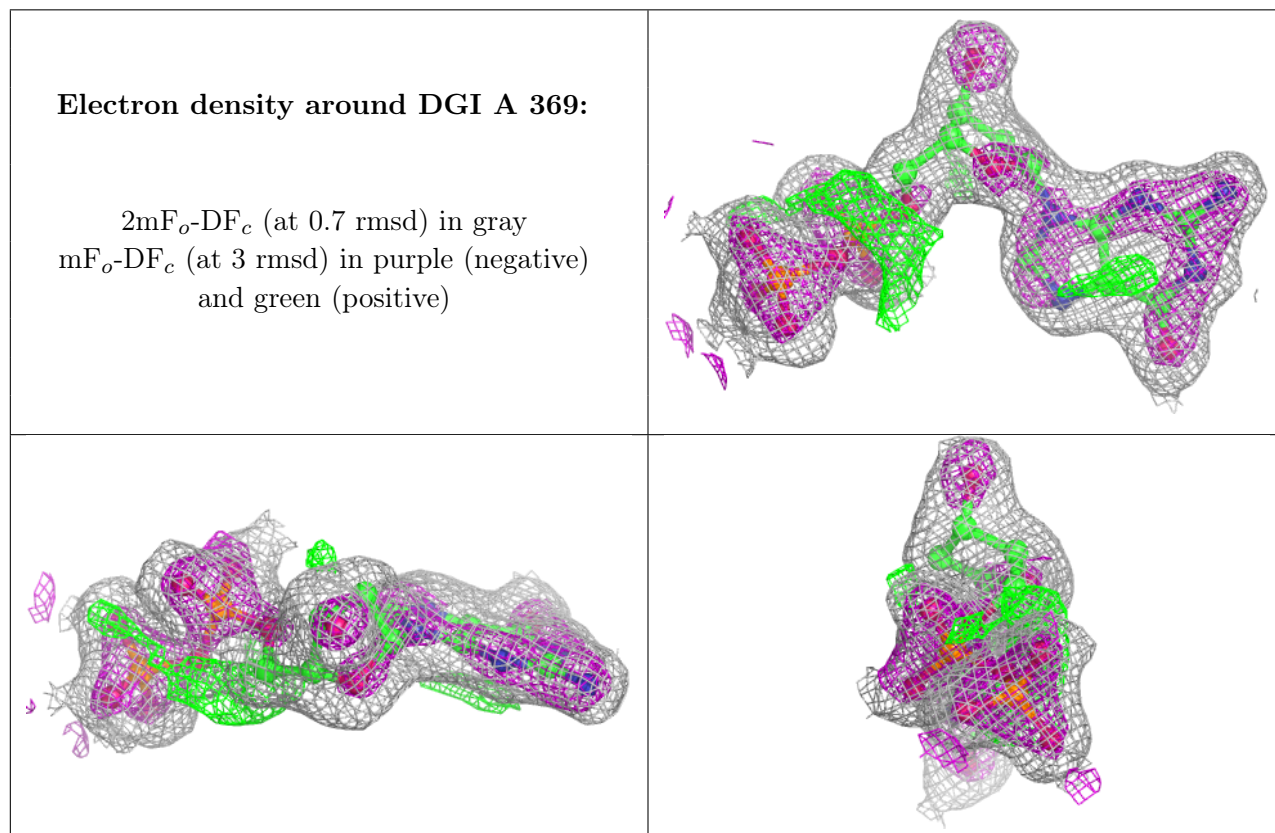 Electron density around DGI A 369:
2mFo-DFc (at 0.7 rmsd) in gray
mFo-DFc (at 3 rmsd) in purple (negative)
and green (positive)